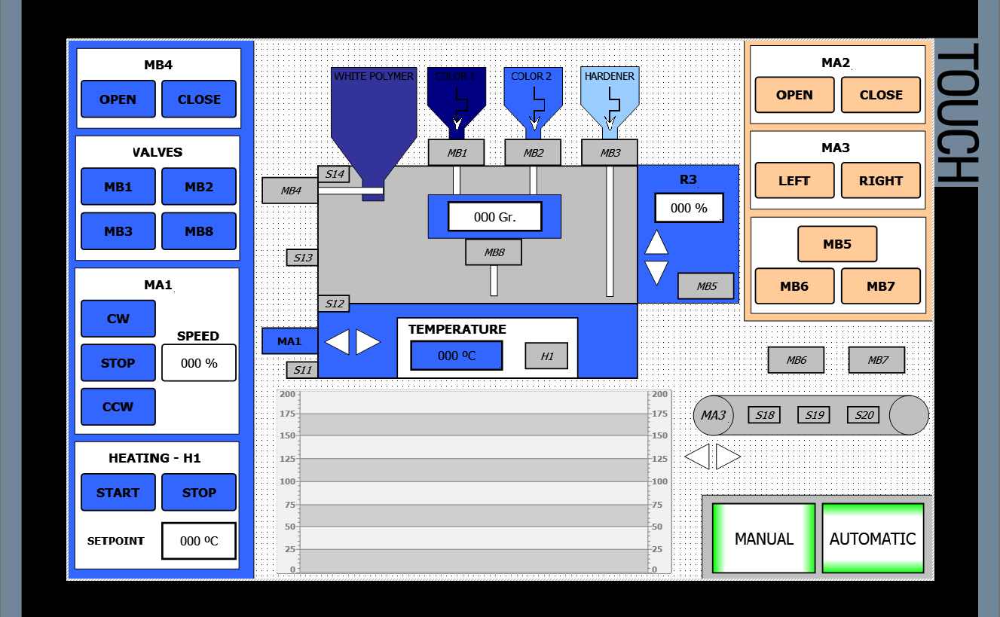 MB4
OPEN CLOSE
VALVES
MB1 MB2
MB3 MB8
MA1
CW
SPEED
STOP 000 %
CCW
HEATING - H1
START STOP
SETPOINT 000 ºC
WHITE POLYMER COLOR 1 COLOR 2 HARDENER
MB1 MB2 MB3
S14
MB4
000 Gr.
MB8
S13
S12
R3
000 %
MB5
MA1
TEMPERATURE
000 ºC H1
S11
200 200
175 175
150 150
125 125
100 100
75 75
50 50
25 25
0 0
MA2
OPEN CLOSE
MA3
LEFT RIGHT
MB5
MB6 MB7
MB6 MB7
MA3 S18 S19 S20
MANUAL AUTOMATIC
TOUCH